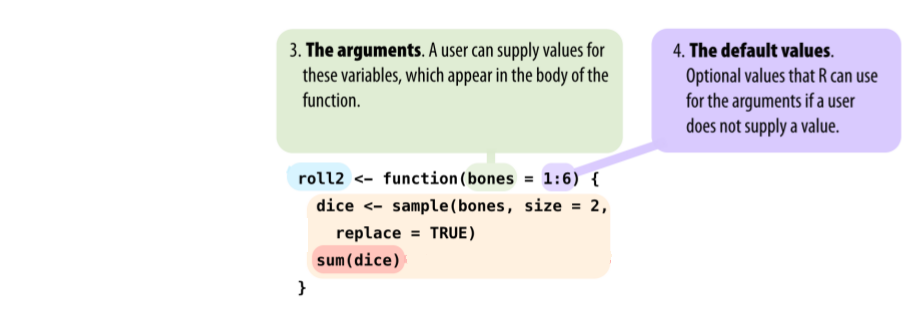 3. The arguments. A user can supply values for
these variables, which appear in the body of the
function.
4. The default values.
Optional values that R can use
for the arguments if a user
does not supply a value.
roll2 <- function(bones = 1:6) {
dice <- sample(bones, size = 2,
replace = TRUE)
sum(dice)
}